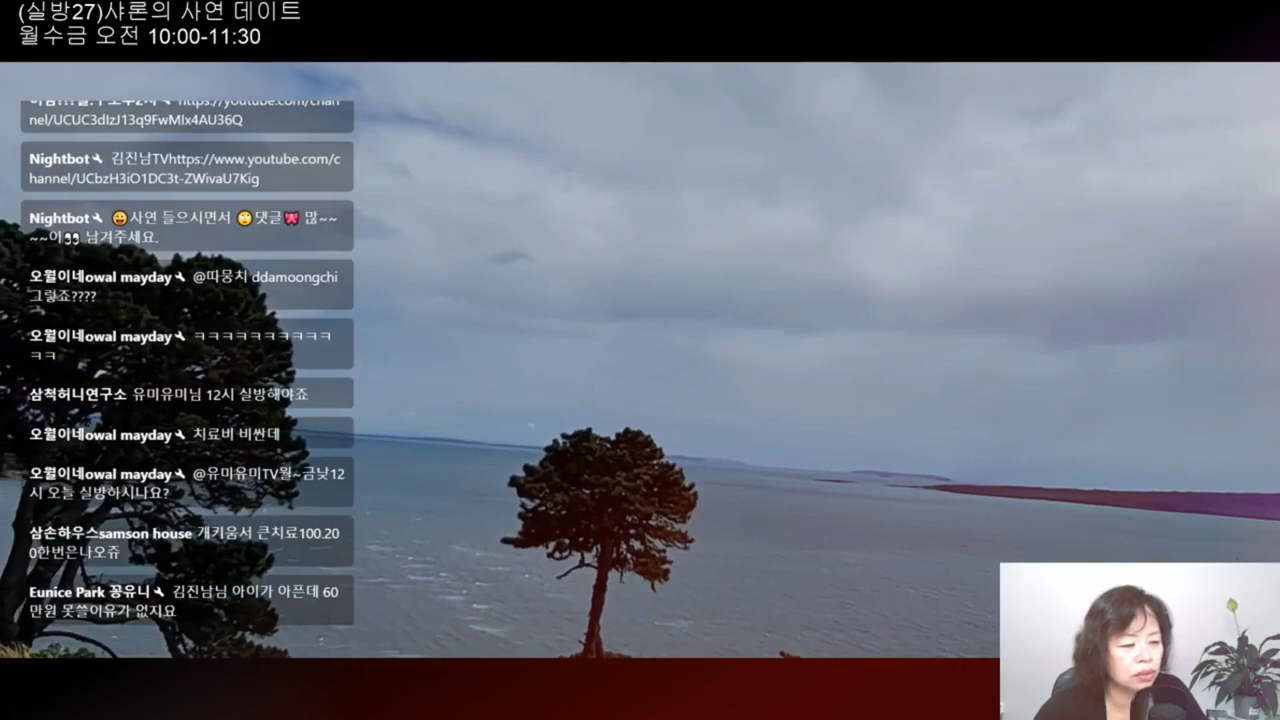 (실방27)샤론의 사연 데이트
월수금 오전 10:00-11:30
nel/UCUC3dIzJ13q9FwMIx4AU36Q
Nightbot 김진남TVhttps://www.youtube.com/c
hannel/UCbzH3iO1DC3t-ZWivaU7Kig
Nightbot 😜사연 들으시면서 🙄댓글🎀 많~~
~~이👀 남겨주세요.
오월이네owal mayday @따뭉치 ddamoongchi
그렇죠????
오월이네owal mayday ㅋㅋㅋㅋㅋㅋㅋㅋㅋㅋ
ㅋㅋ
삼척허니연구소 유미유미님 12시 실방해야죠
오월이네owal mayday 치료비 비싼데
오월이네owal mayday @유미유미TV월~금낮12
시 오늘 실방하시나요?
삼손하우스samson house 개키움서 큰치료100.20
0한번은나오쥬
Eunice Park 꽁유니 김진남님 아이가 아픈데 60
만원 못쓸이유가 없지요